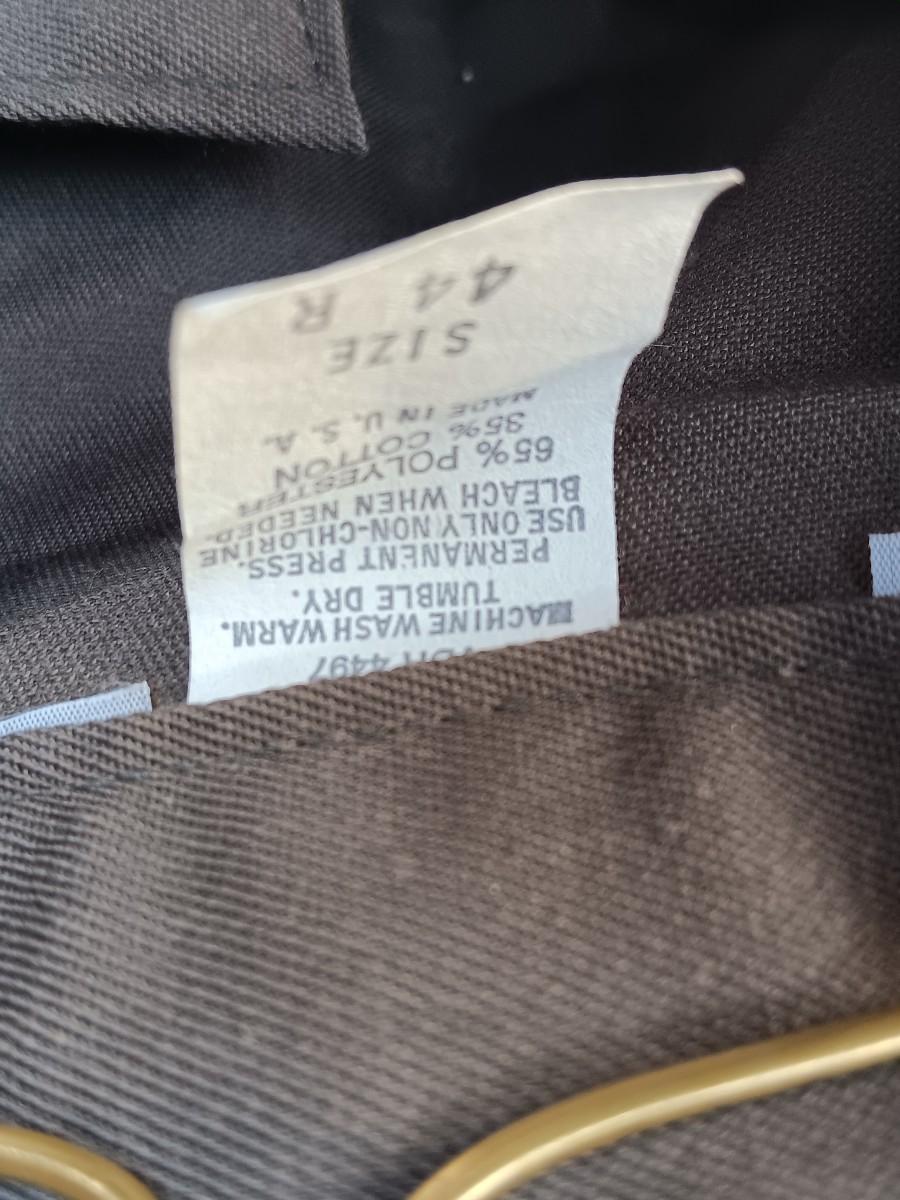 4497
MACHINE WASH WARM.
TUMBLE DRY.
PERMANENT PRESS.
USE ONLY NON-CHLORINE
BLEACH WHEN NEEDED.
65% POLYESTER
35% COTTON
MADE IN U. S. A.
SIZE
44 R